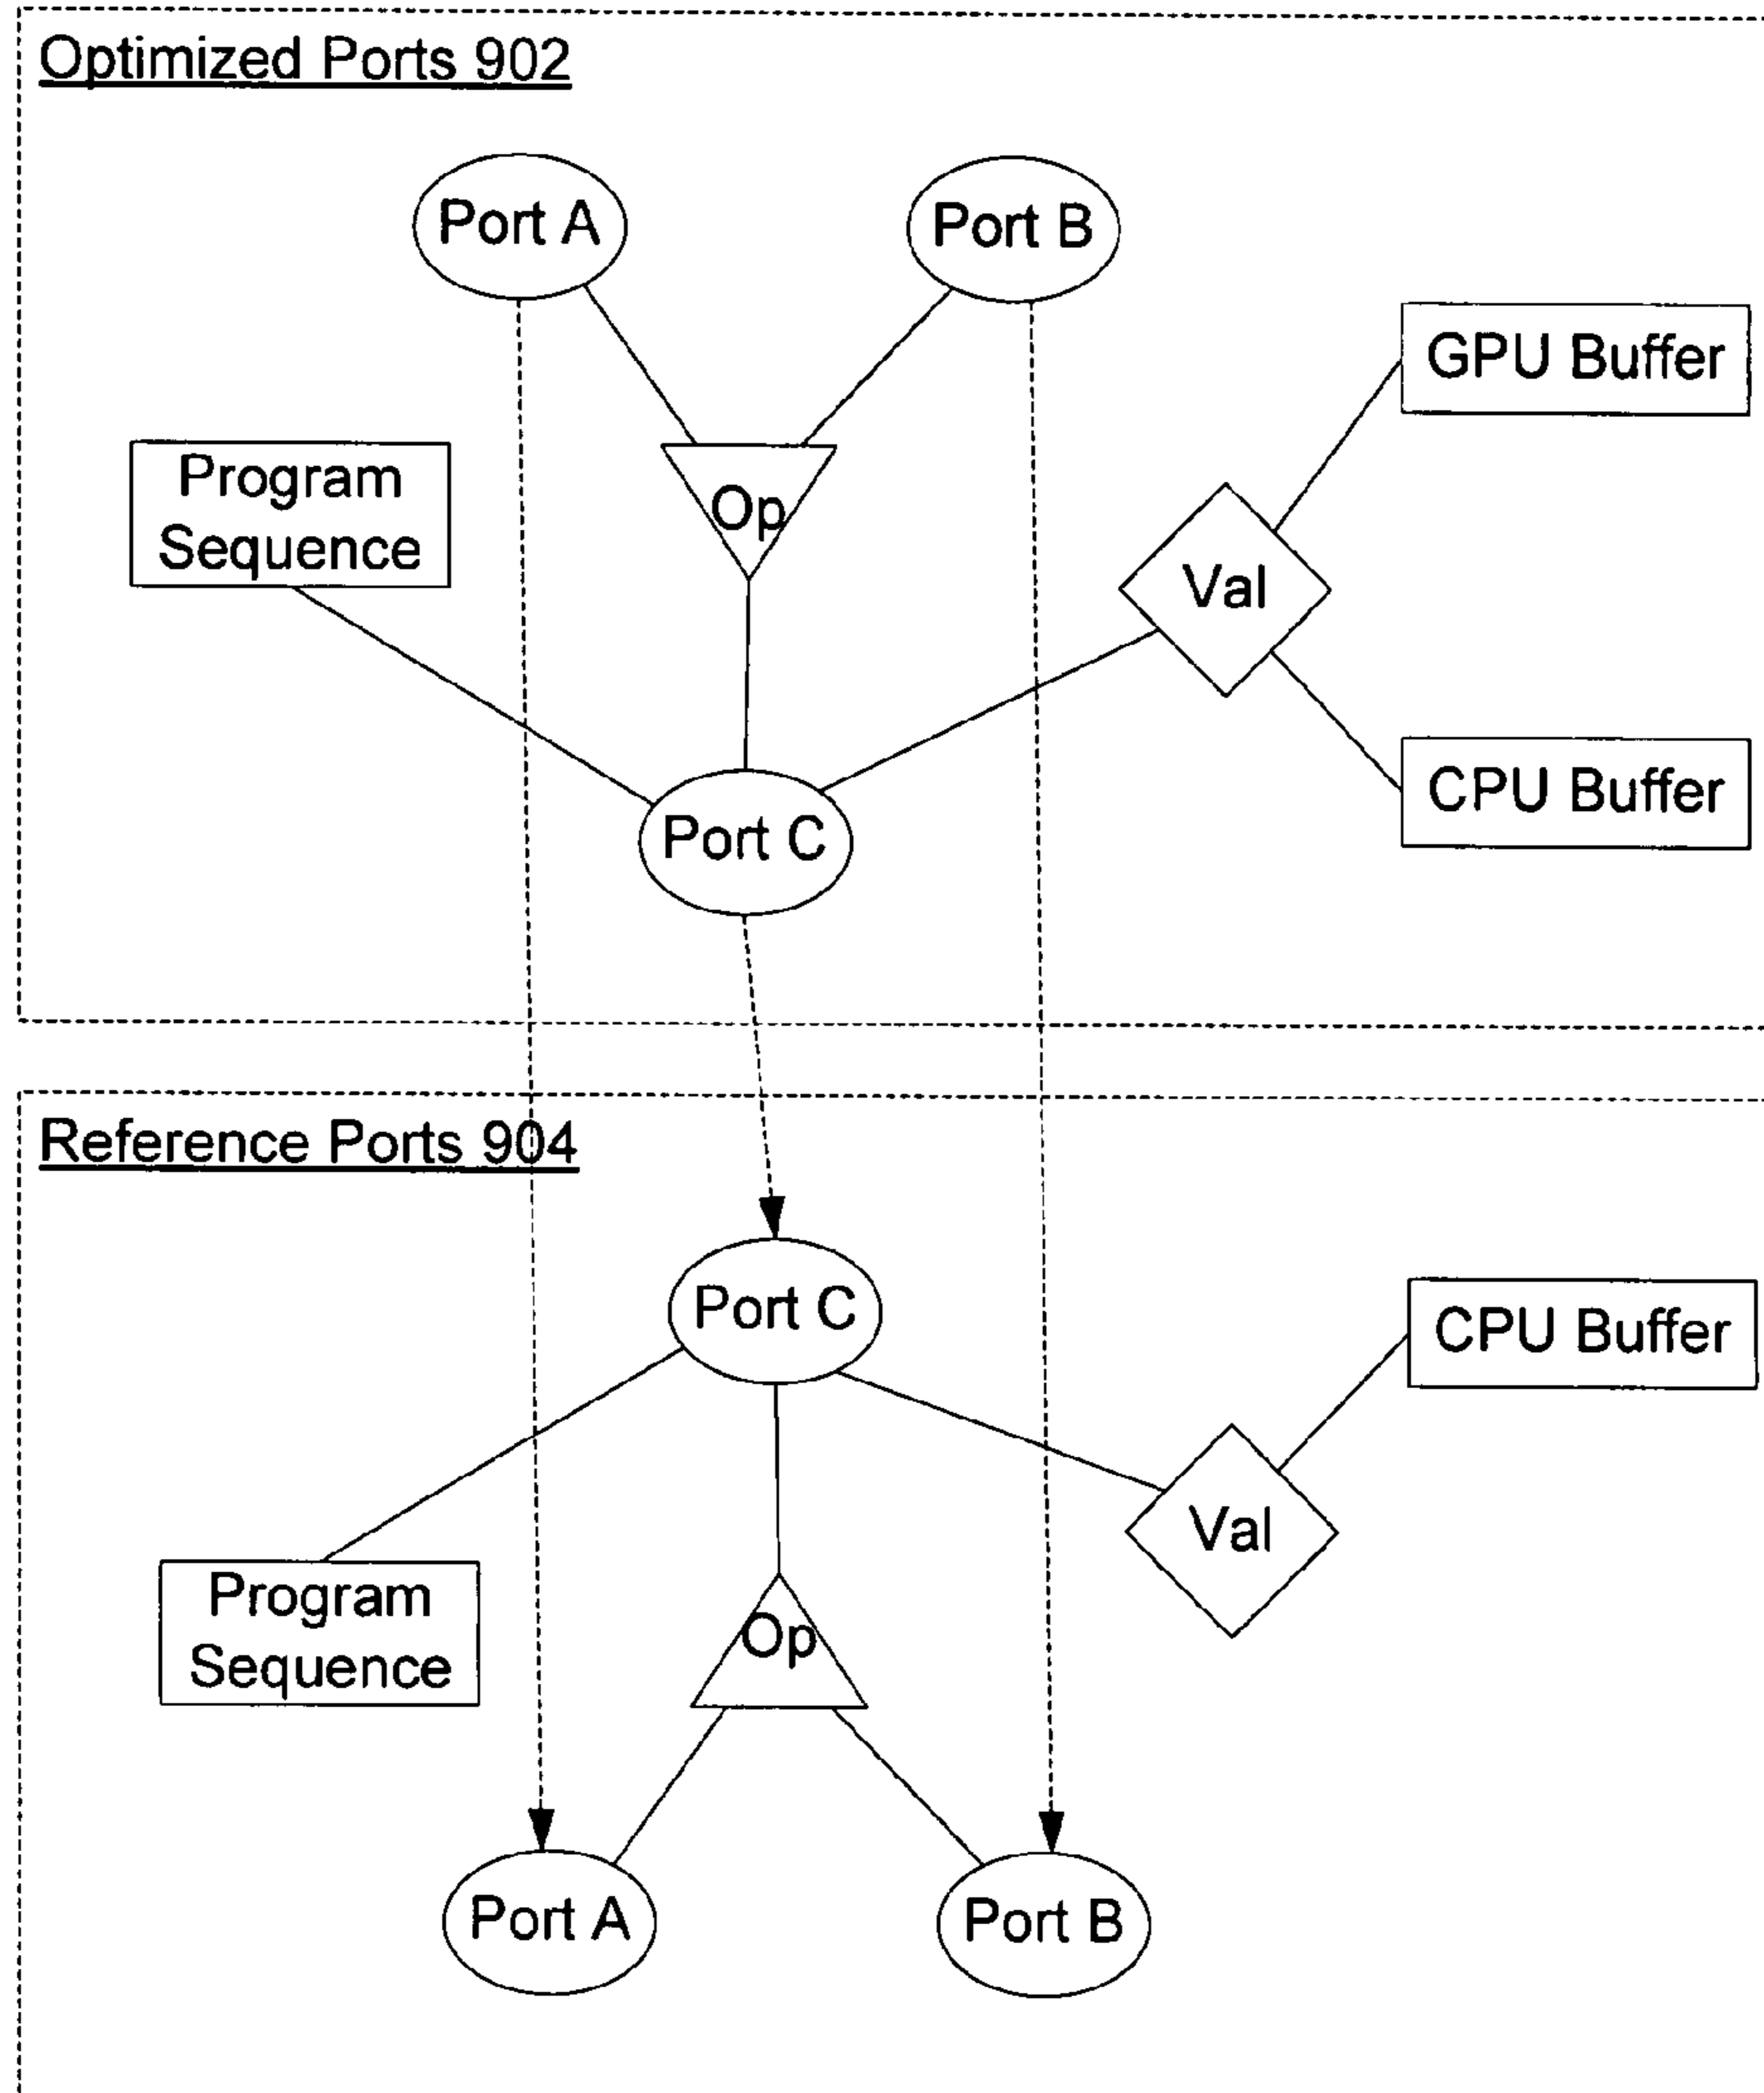 Optimized Ports 902
Port A
Port B
GPU Buffer
Program
Sequence
Op
Val
CPU Buffer
Port C
Reference Ports 904
Port C
CPU Buffer
Val
Program
Sequence
Op
Port A
Port B